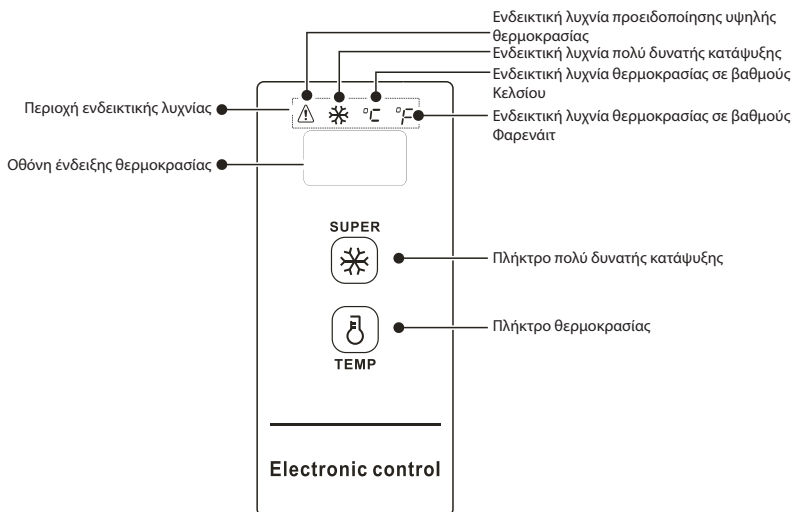 Ενδεικτική λυχνία προειδοποίησης υψηλής
θερμοκρασίας
Ενδεικτική λυχνία πολύ δυνατής κατάψυξης
Ενδεικτική λυχνία θερμοκρασίας σε βαθμούς
Κελσίου
Ενδεικτική λυχνία θερμοκρασίας σε βαθμούς
Φαρενάιτ
Περιοχή ενδεικτικής λυχνίας
°C °F
Οθόνη ένδειξης θερμοκρασίας
SUPER
Πλήκτρο πολύ δυνατής κατάψυξης
Πλήκτρο θερμοκρασίας
TEMP
Electronic control